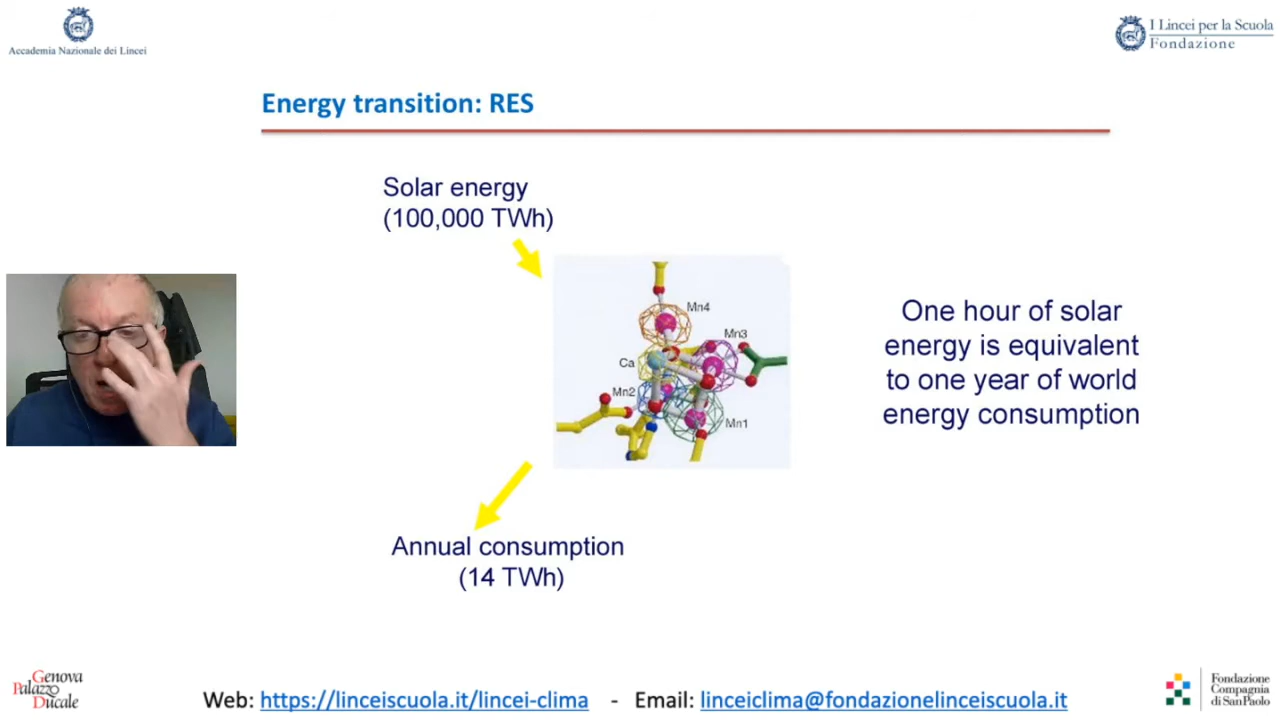 Accademia Nazionale dei Lincei
I Lincei per la Scuola
Fondazione
Energy transition: RES
Solar energy
(100,000 TWh)
Mn4
Mn3
Ca
Mn2
Mn1
One hour of solar
energy is equivalent
to one year of world
energy consumption
Annual consumption
(14 TWh)
Genova
Palazzo
Ducale
Web: https://linceiscuola.it/lincei-clima - Email: linceiclima@fondazionelinceiscuola.it
Fondazione
Compagnia
di San Paolo